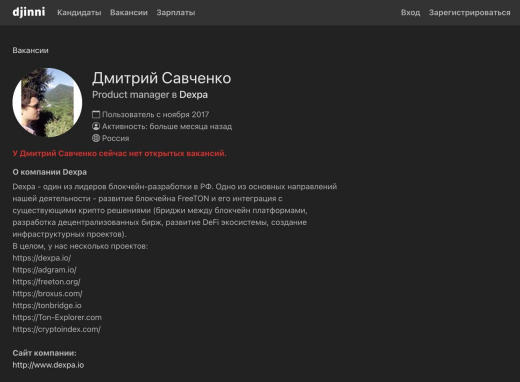 djinni Кандидаты Вакансии Зарплаты Вход Зарегистрироваться
Вакансии
Дмитрий Савченко
Product manager в Dexpa
Пользователь с ноября 2017
Активность: больше месяца назад
Россия
У Дмитрий Савченко сейчас нет открытых вакансий.
О компании Dexpa
Dexpa - один из лидеров блокчейн-разработки в РФ. Одно из основных направлений
нашей деятельности - развитие блокчейна FreeTON и его интеграция с
существующими крипто решениями (бриджи между блокчейн платформами,
разработка децентрализованных бирж, развитие DeFi экосистемы, создание
инфраструктурных проектов).
В целом, у нас несколько проектов:
https://dexpa.io/
https://adgram.io/
https://freeton.org/
https://broxus.com/
https://tonbridge.io
https://Ton-Explorer.com
https://cryptoindex.com/
Сайт компании:
http://www.dexpa.io